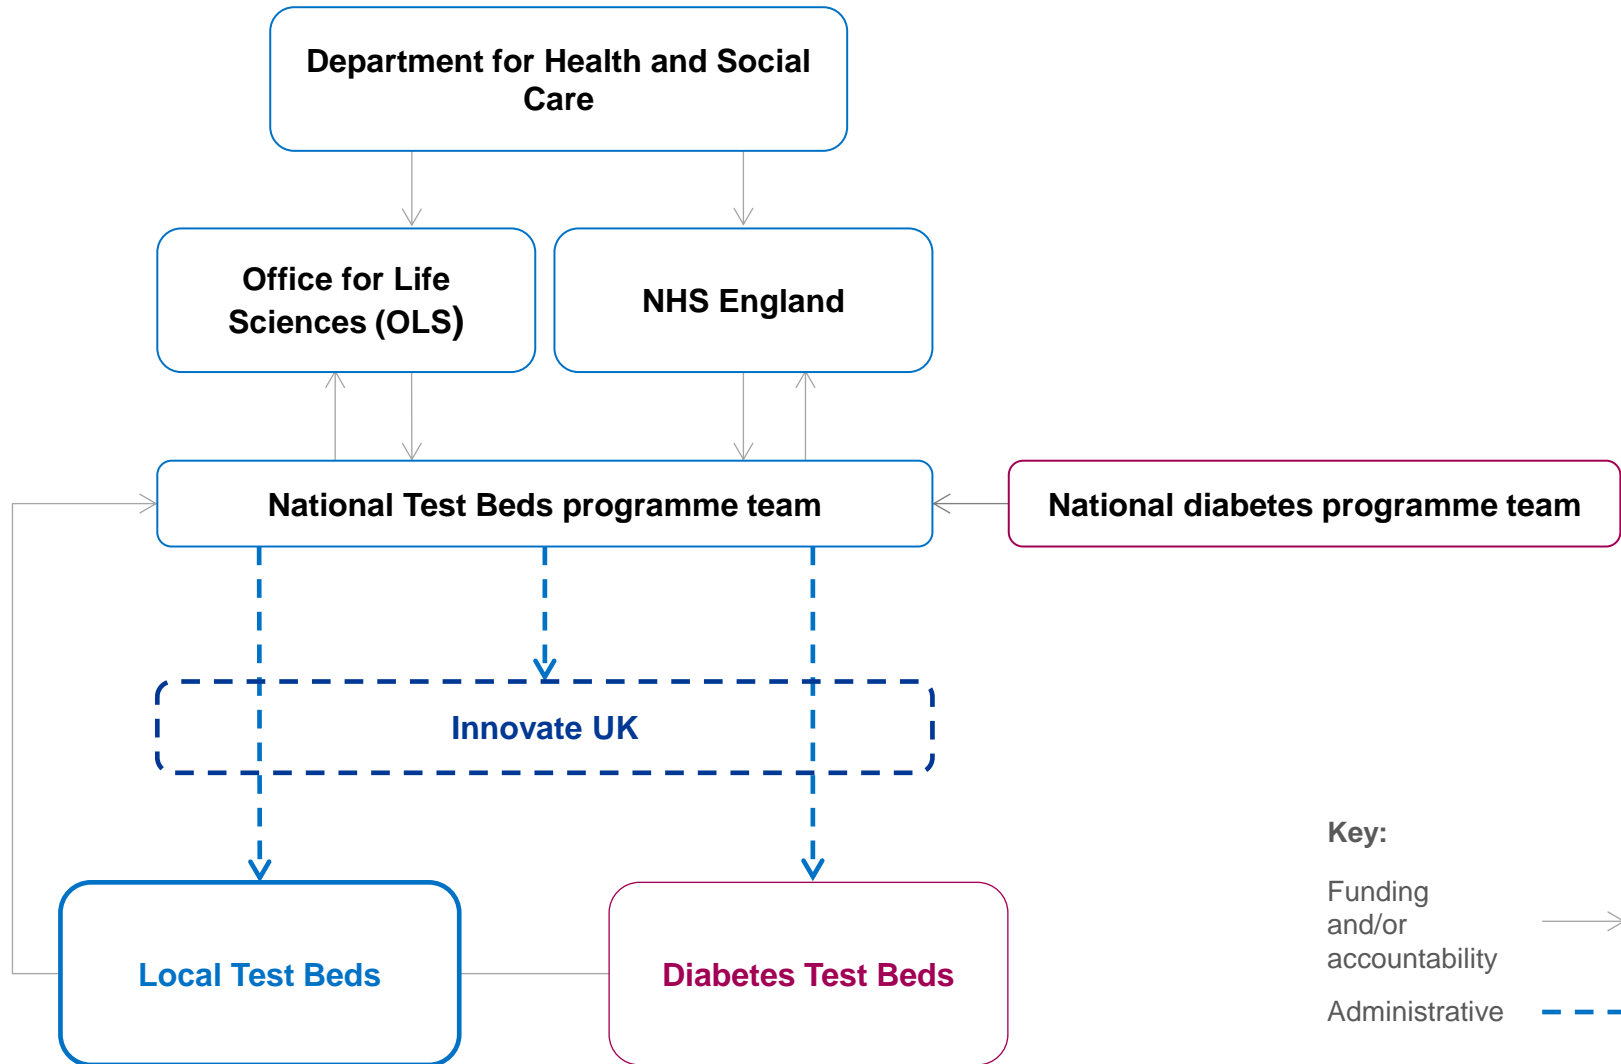 Department for Health and Social
Care
Office for Life
Sciences (OLS)
NHS England
National Test Beds programme team
National diabetes programme team
Innovate UK
Local Test Beds
Diabetes Test Beds
Key:
Funding
and/or
accountability
Administrative